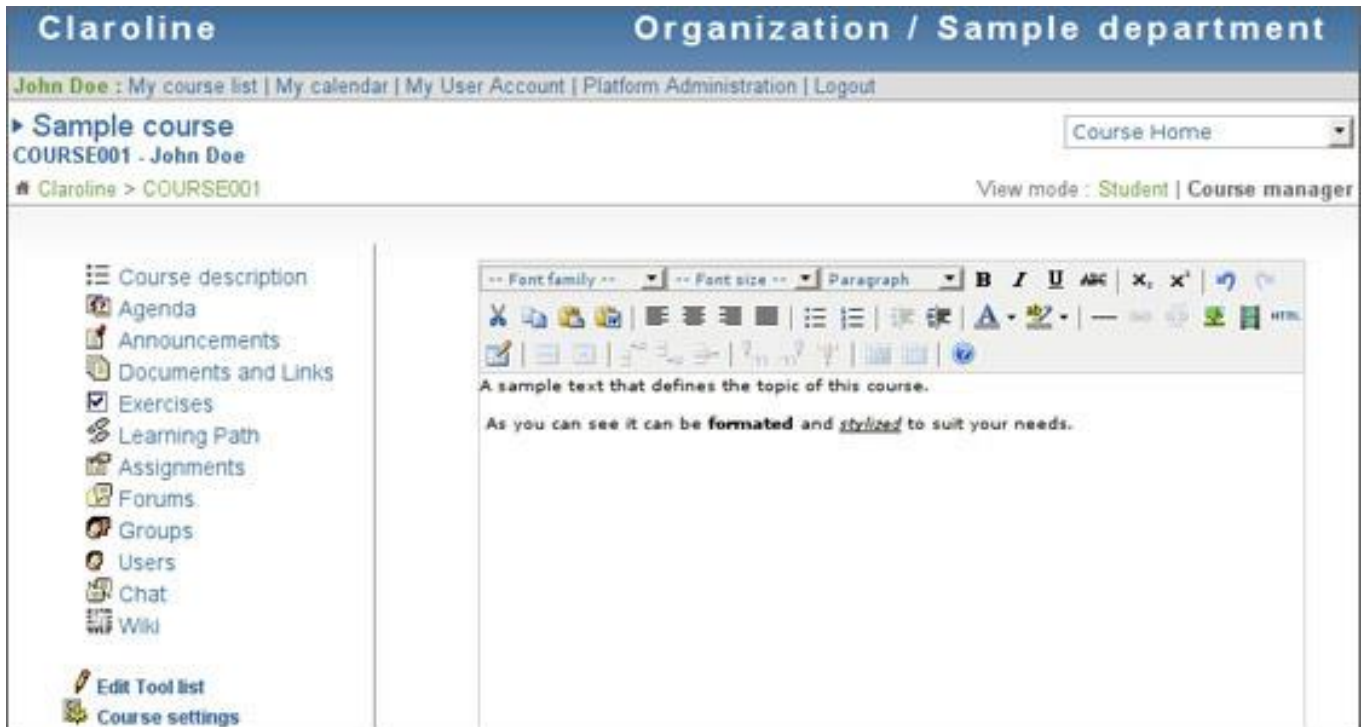 Claroline Organization / Sample department
John Doe : My course list | My calendar | My User Account | Platform Administration | Logout
Sample course
COURSE001 - John Doe
Course Home
Claroline > COURSE001
View mode : Student | Course manager
Course description
Agenda
Announcements
Documents and Links
Exercises
Learning Path
Assignments
Forums
Groups
Users
Chat
Wiki
Edit Tool list
Course settings
-- Font family -- -- Font size -- Paragraph B I U ABC x, x²
HTML
A sample text that defines the topic of this course.
As you can see it can be formated and stylized to suit your needs.